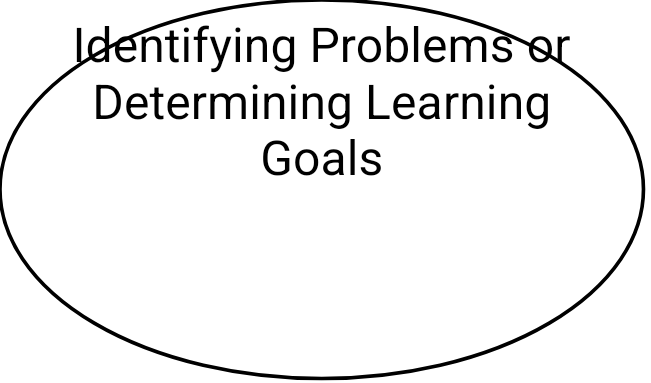 Identifying Problems or
Determining Learning
Goals